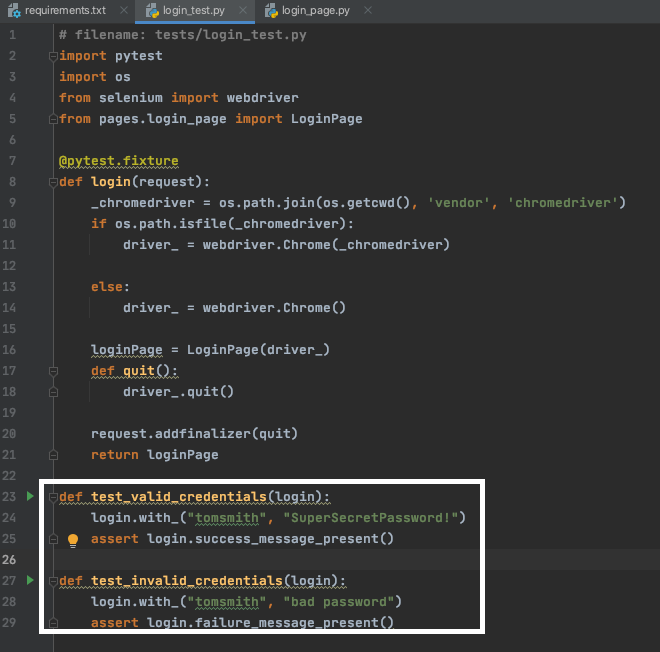 requirements.txt login_test.py login_page.py
1 # filename: tests/login_test.py
2 import pytest
3 import os
4 from selenium import webdriver
5 from pages.login_page import LoginPage
6
7 @pytest.fixture
8 def login(request):
9 _chromedriver = os.path.join(os.getcwd(), 'vendor', 'chromedriver')
10 if os.path.isfile(_chromedriver):
11 driver_ = webdriver.Chrome(_chromedriver)
12
13 else:
14 driver_ = webdriver.Chrome()
15
16 loginPage = LoginPage(driver_)
17 def quit():
18 driver_.quit()
19
20 request.addfinalizer(quit)
21 return loginPage
22
23 def test_valid_credentials(login):
24 login.with_("tomsmith", "SuperSecretPassword!")
25 assert login.success_message_present()
26
27 def test_invalid_credentials(login):
28 login.with_("tomsmith", "bad password")
29 assert login.failure_message_present()